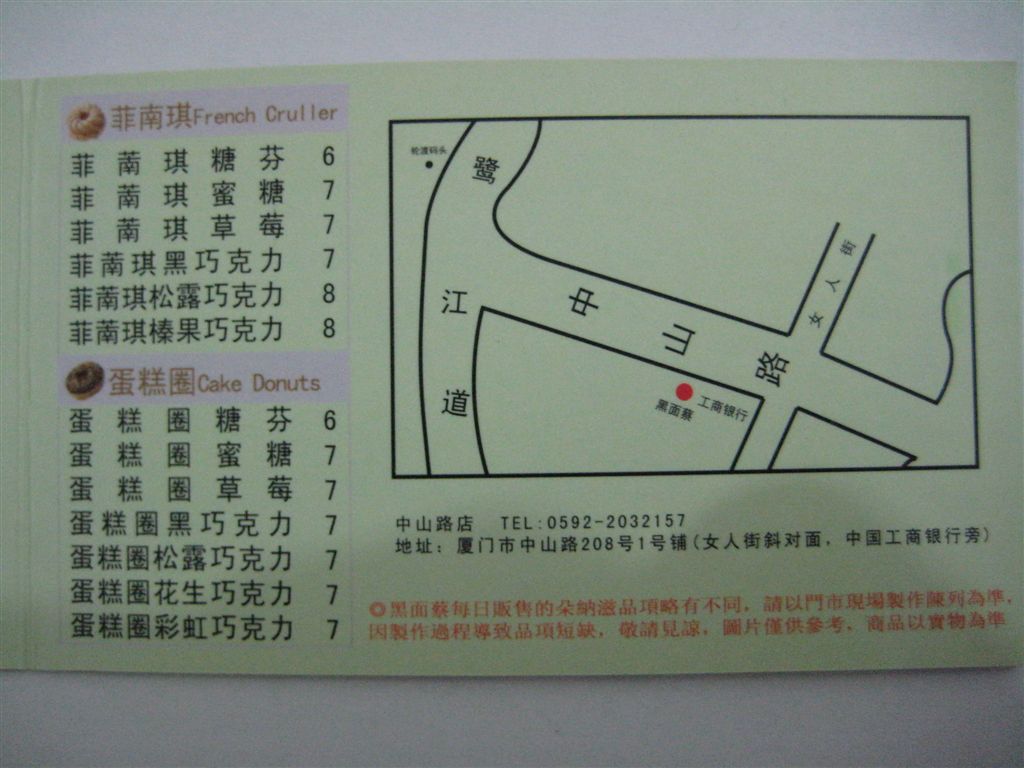 菲南琪French Cruller
菲萳琪糖芬 6
菲萳琪蜜糖 7
菲萳琪草莓 7
菲萳琪黑巧克力 7
菲萳琪松露巧克力 8
菲萳琪榛果巧克力 8
蛋糕圈Cake Donuts
蛋糕圈糖芬 6
蛋糕圈蜜糖 7
蛋糕圈草莓 7
蛋糕圈黑巧克力 7
蛋糕圈松露巧克力 7
蛋糕圈花生巧克力 7
蛋糕圈彩虹巧克力 7
轮渡码头
鹭江道
中山路
女人街
黑面蔡
工商银行
中山路店 TEL:0592-2032157
地址：厦门市中山路208号1号铺(女人街斜对面，中国工商银行旁)
◎黑面蔡每日販售的朵納滋品項略有不同，請以門市現場製作陳列為準，
因製作過程導致品項短缺，敬請見諒，圖片僅供參考，商品以實物為準